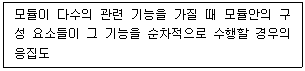 모듈이 다수의 관련 기능을 가질 때 모듈안의 구
성 요소들이 그 기능을 순차적으로 수행할 경우의
응집도